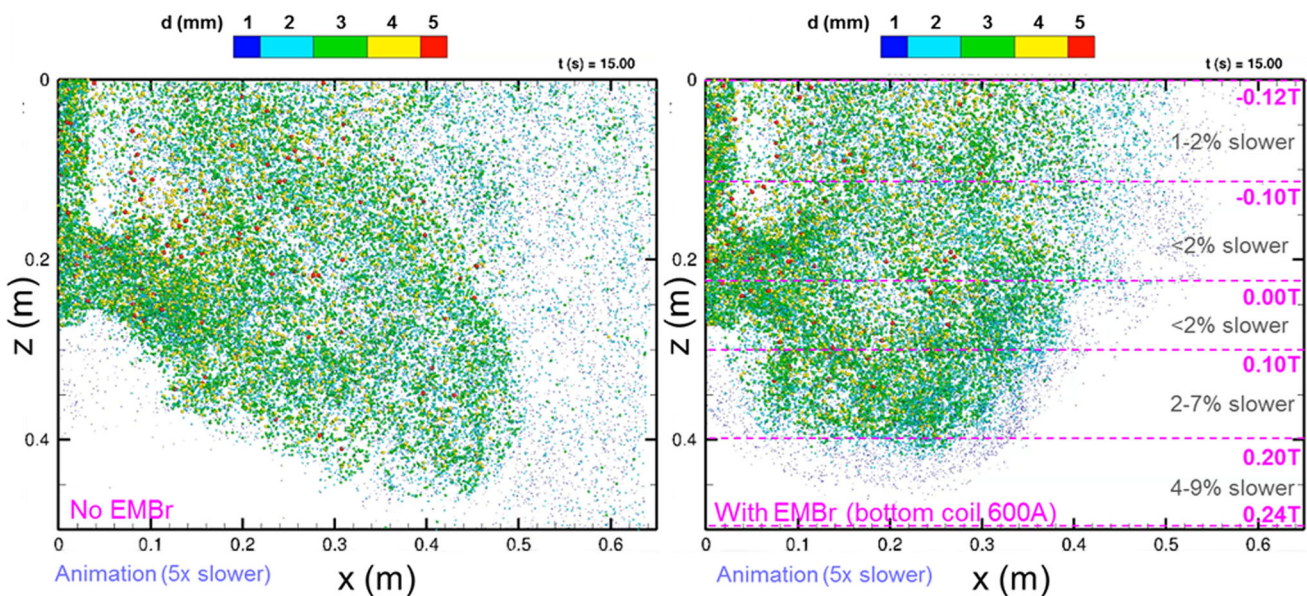 d (mm) 1 2 3 4 5
t (s) = 15.00
0
0.2
0.4
z (m)
No EMBr
0 0.1 0.2 0.3 0.4 0.5 0.6
Animation (5x slower)
x (m)
d (mm) 1 2 3 4 5
t (s) = 15.00
0
-0.12T
1-2% slower
-0.10T
0.2
<2% slower
0.00T
<2% slower
0.10T
2-7% slower
0.4
0.20T
4-9% slower
z (m)
With EMBr (bottom coil 600A)
0.24T
0 0.1 0.2 0.3 0.4 0.5 0.6
Animation (5x slower)
x (m)